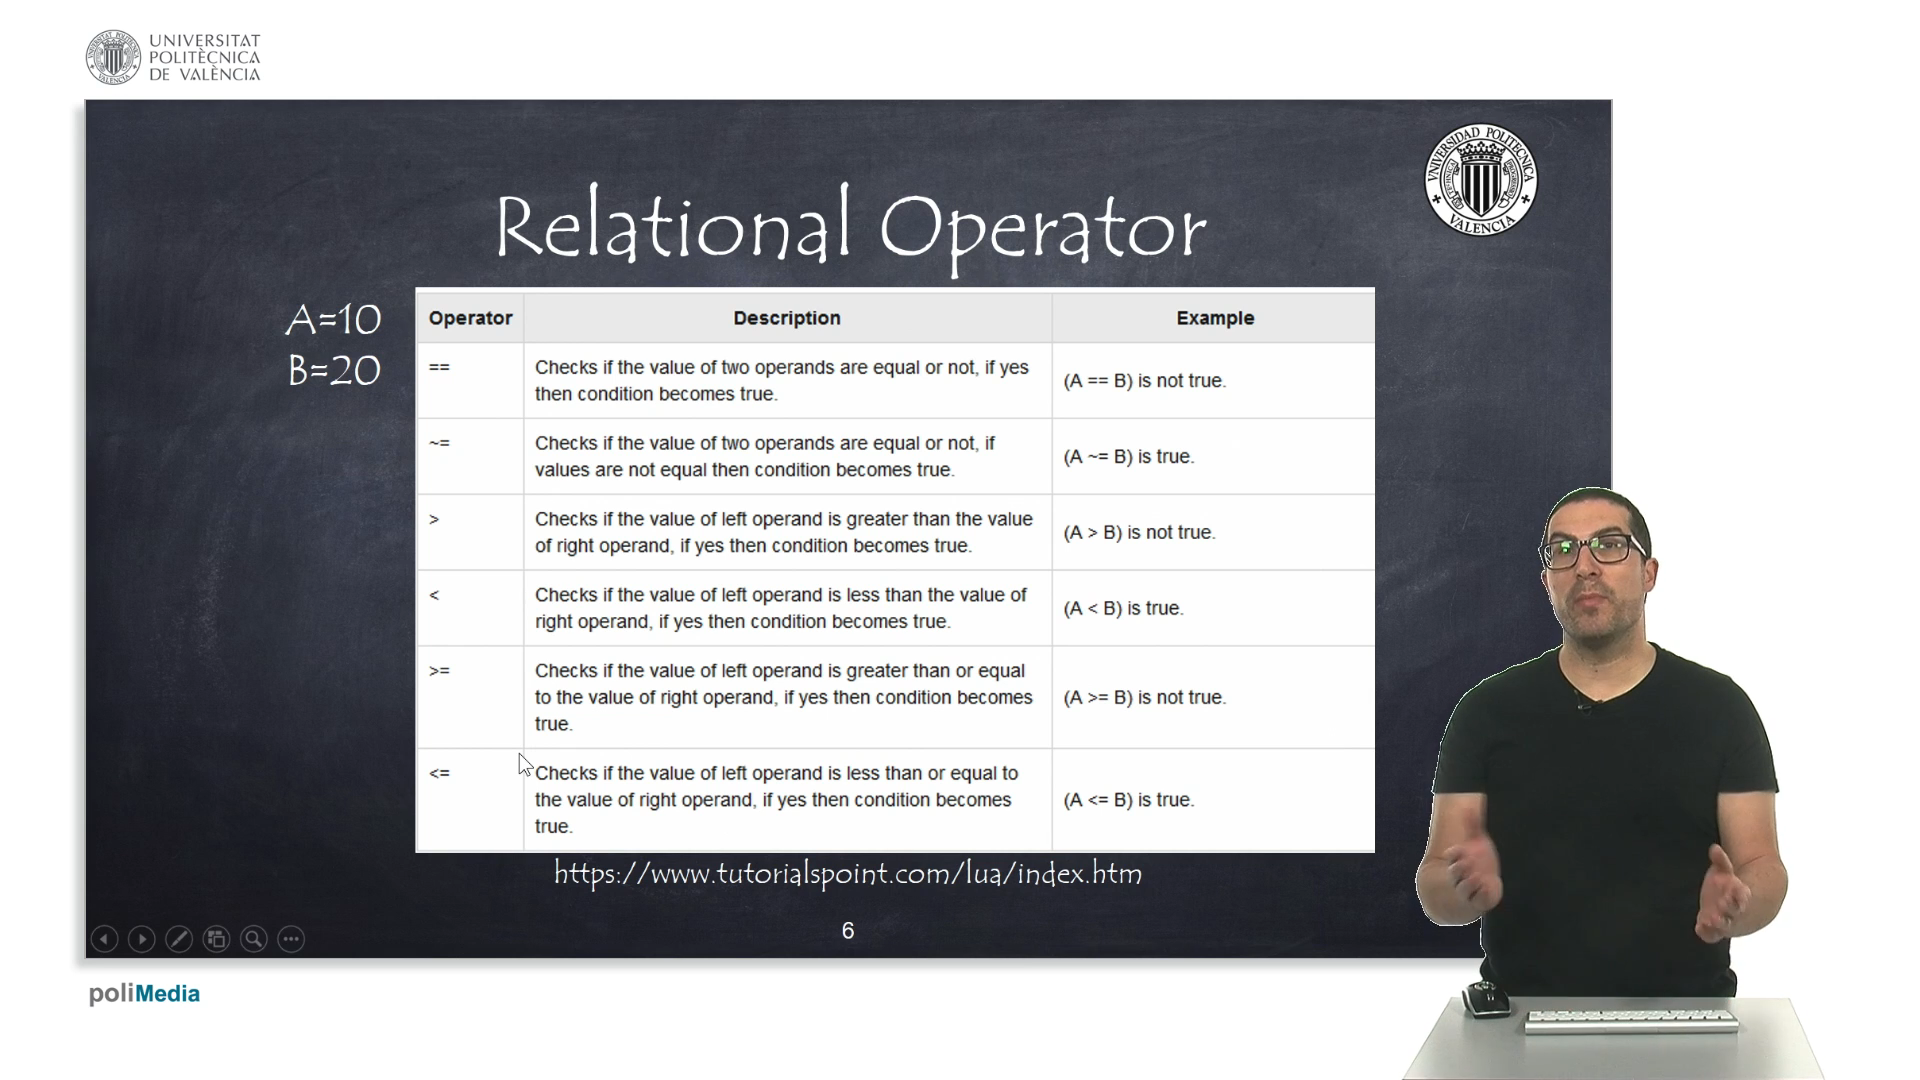 UNIVERSITAT
POLITÈCNICA
DE VALÈNCIA
VNIVERSIDAD POLITECNICA
VALENCIA
Relational Operator
A=10
B=20
Operator Description Example
== Checks if the value of two operands are equal or not, if yes
then condition becomes true. (A == B) is not true.
~= Checks if the value of two operands are equal or not, if
values are not equal then condition becomes true. (A ~= B) is true.
> Checks if the value of left operand is greater than the value
of right operand, if yes then condition becomes true. (A > B) is not true.
< Checks if the value of left operand is less than the value of
right operand, if yes then condition becomes true. (A < B) is true.
>= Checks if the value of left operand is greater than or equal
to the value of right operand, if yes then condition becomes
true. (A >= B) is not true.
<= Checks if the value of left operand is less than or equal to
the value of right operand, if yes then condition becomes
true. (A <= B) is true.
https://www.tutorialspoint.com/lua/index.htm
6
poliMedia